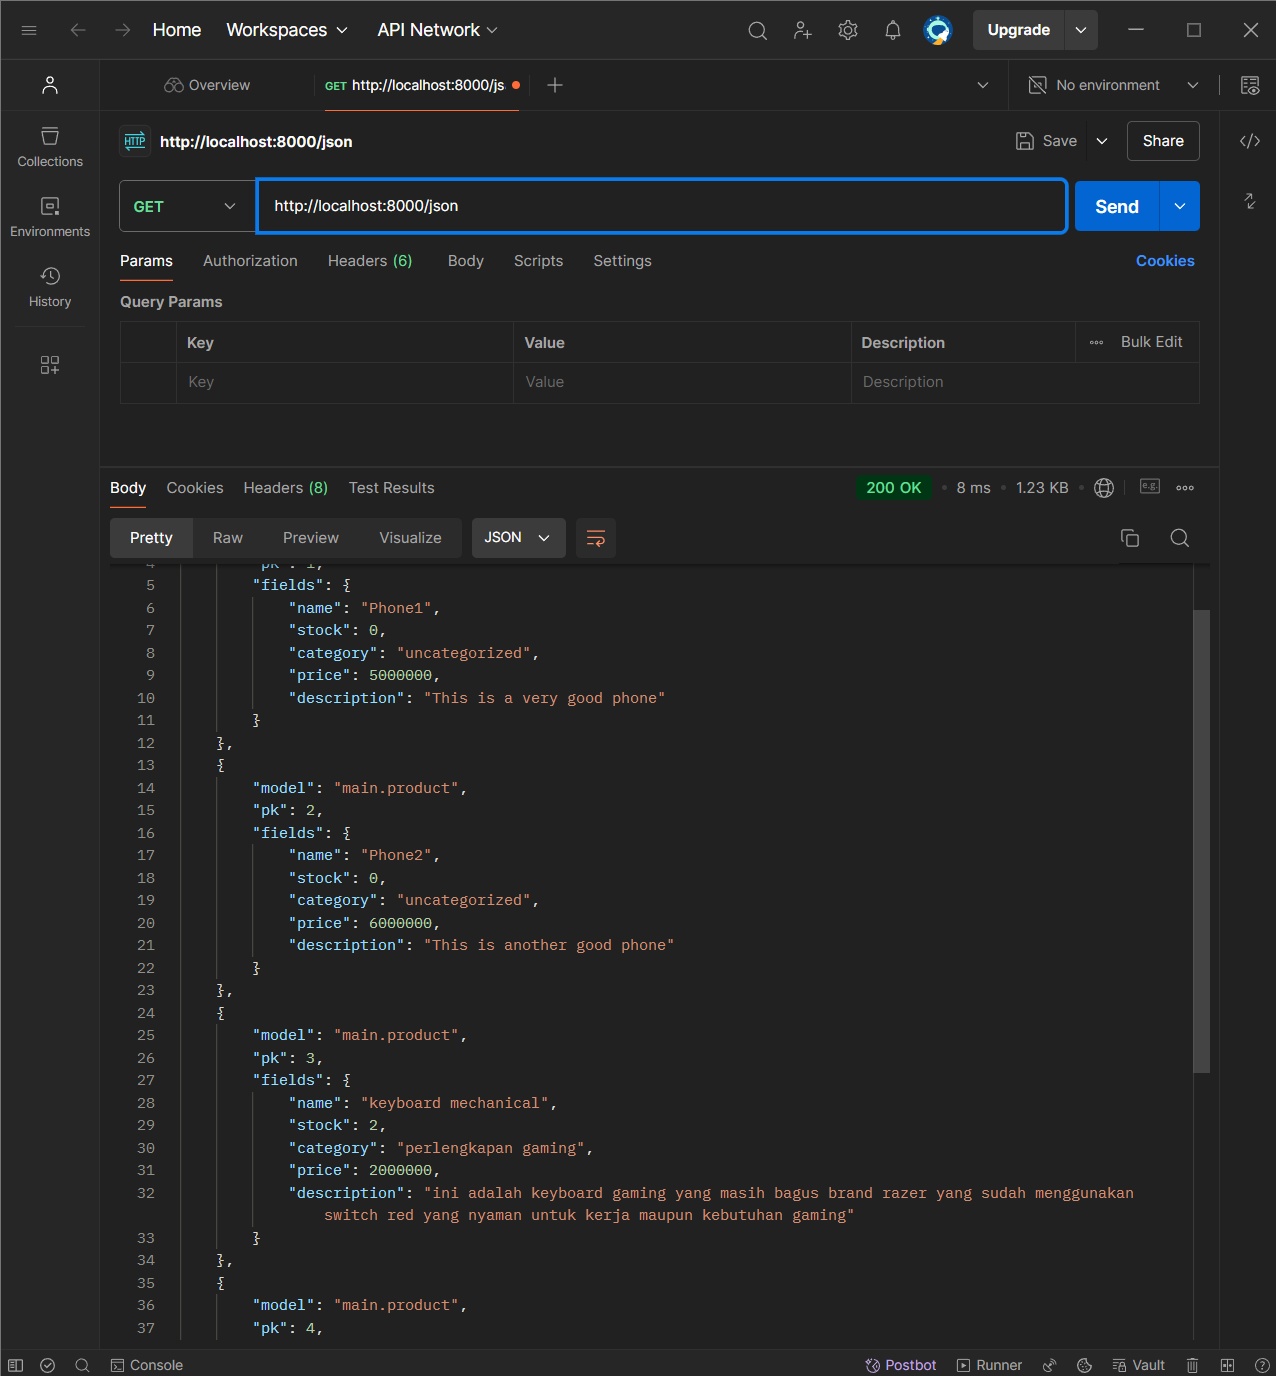 Home Workspaces API Network Upgrade
Overview GET http://localhost:8000/js No environment
HTTP http://localhost:8000/json Save Share
Collections
Environments
History
GET http://localhost:8000/json Send
Params Authorization Headers (6) Body Scripts Settings Cookies
Query Params
Key Value Description Bulk Edit
Key Value Description
Body Cookies Headers (8) Test Results 200 OK 8 ms 1.23 KB e.g.
Pretty Raw Preview Visualize JSON
4 "pk": 1,
5 "fields": {
6 "name": "Phone1",
7 "stock": 0,
8 "category": "uncategorized",
9 "price": 5000000,
10 "description": "This is a very good phone"
11 }
12 },
13 {
14 "model": "main.product",
15 "pk": 2,
16 "fields": {
17 "name": "Phone2",
18 "stock": 0,
19 "category": "uncategorized",
20 "price": 6000000,
21 "description": "This is another good phone"
22 }
23 },
24 {
25 "model": "main.product",
26 "pk": 3,
27 "fields": {
28 "name": "keyboard mechanical",
29 "stock": 2,
30 "category": "perlengkapan gaming",
31 "price": 2000000,
32 "description": "ini adalah keyboard gaming yang masih bagus brand razer yang sudah menggunakan
switch red yang nyaman untuk kerja maupun kebutuhan gaming"
33 }
34 },
35 {
36 "model": "main.product",
37 "pk": 4,
Console Postbot Runner Vault